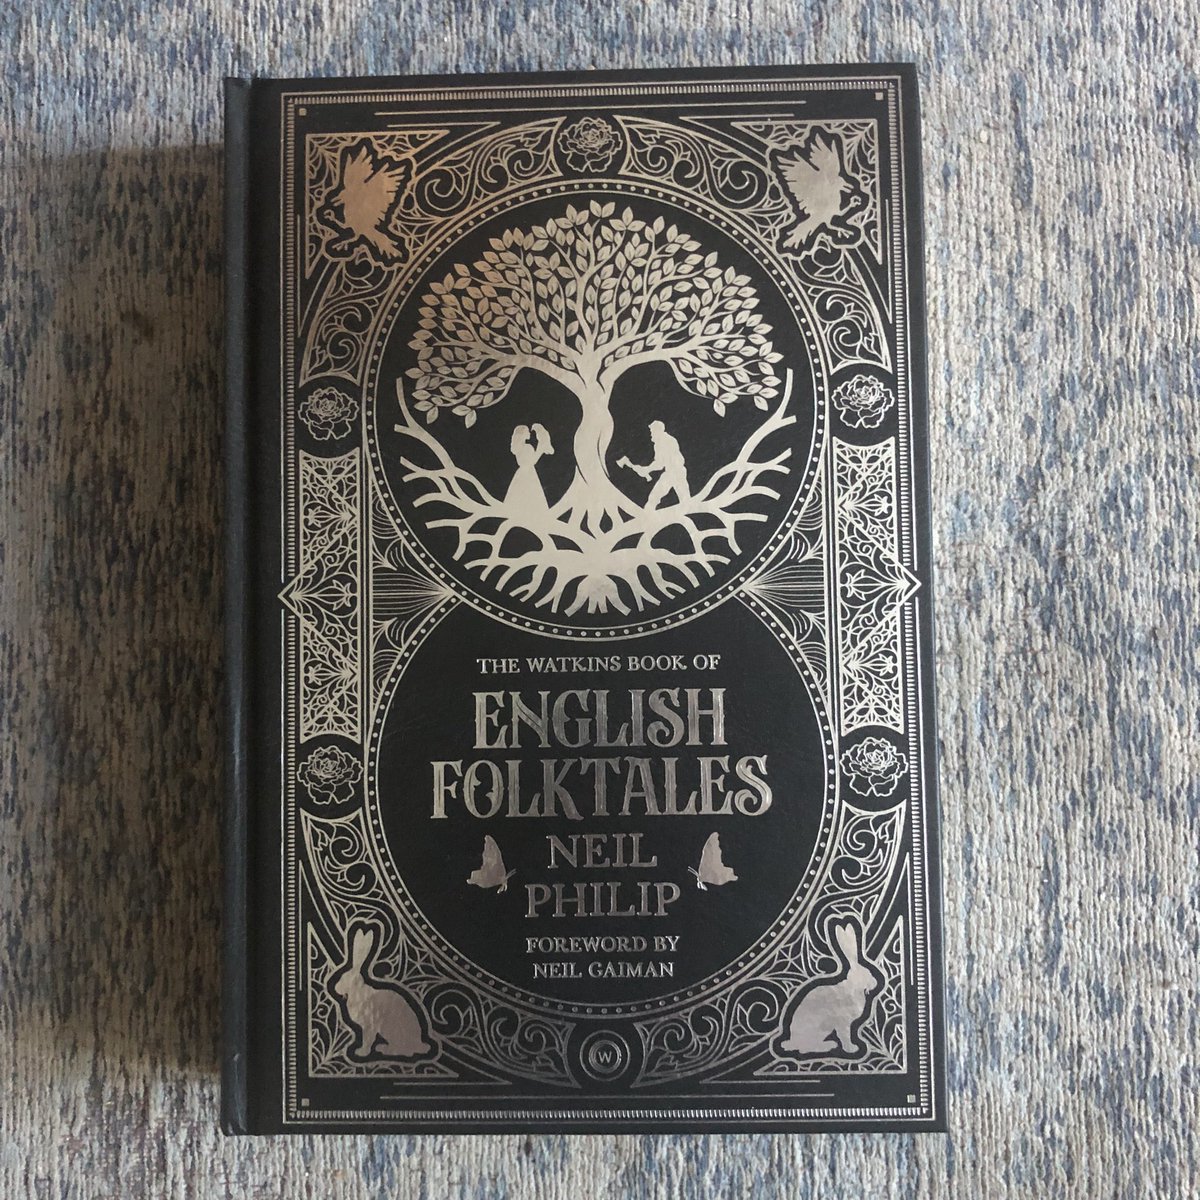 THE WATKINS BOOK OF
ENGLISH
FOLKTALES
NEIL
PHILIP
FOREWORD BY
NEIL GAIMAN
W